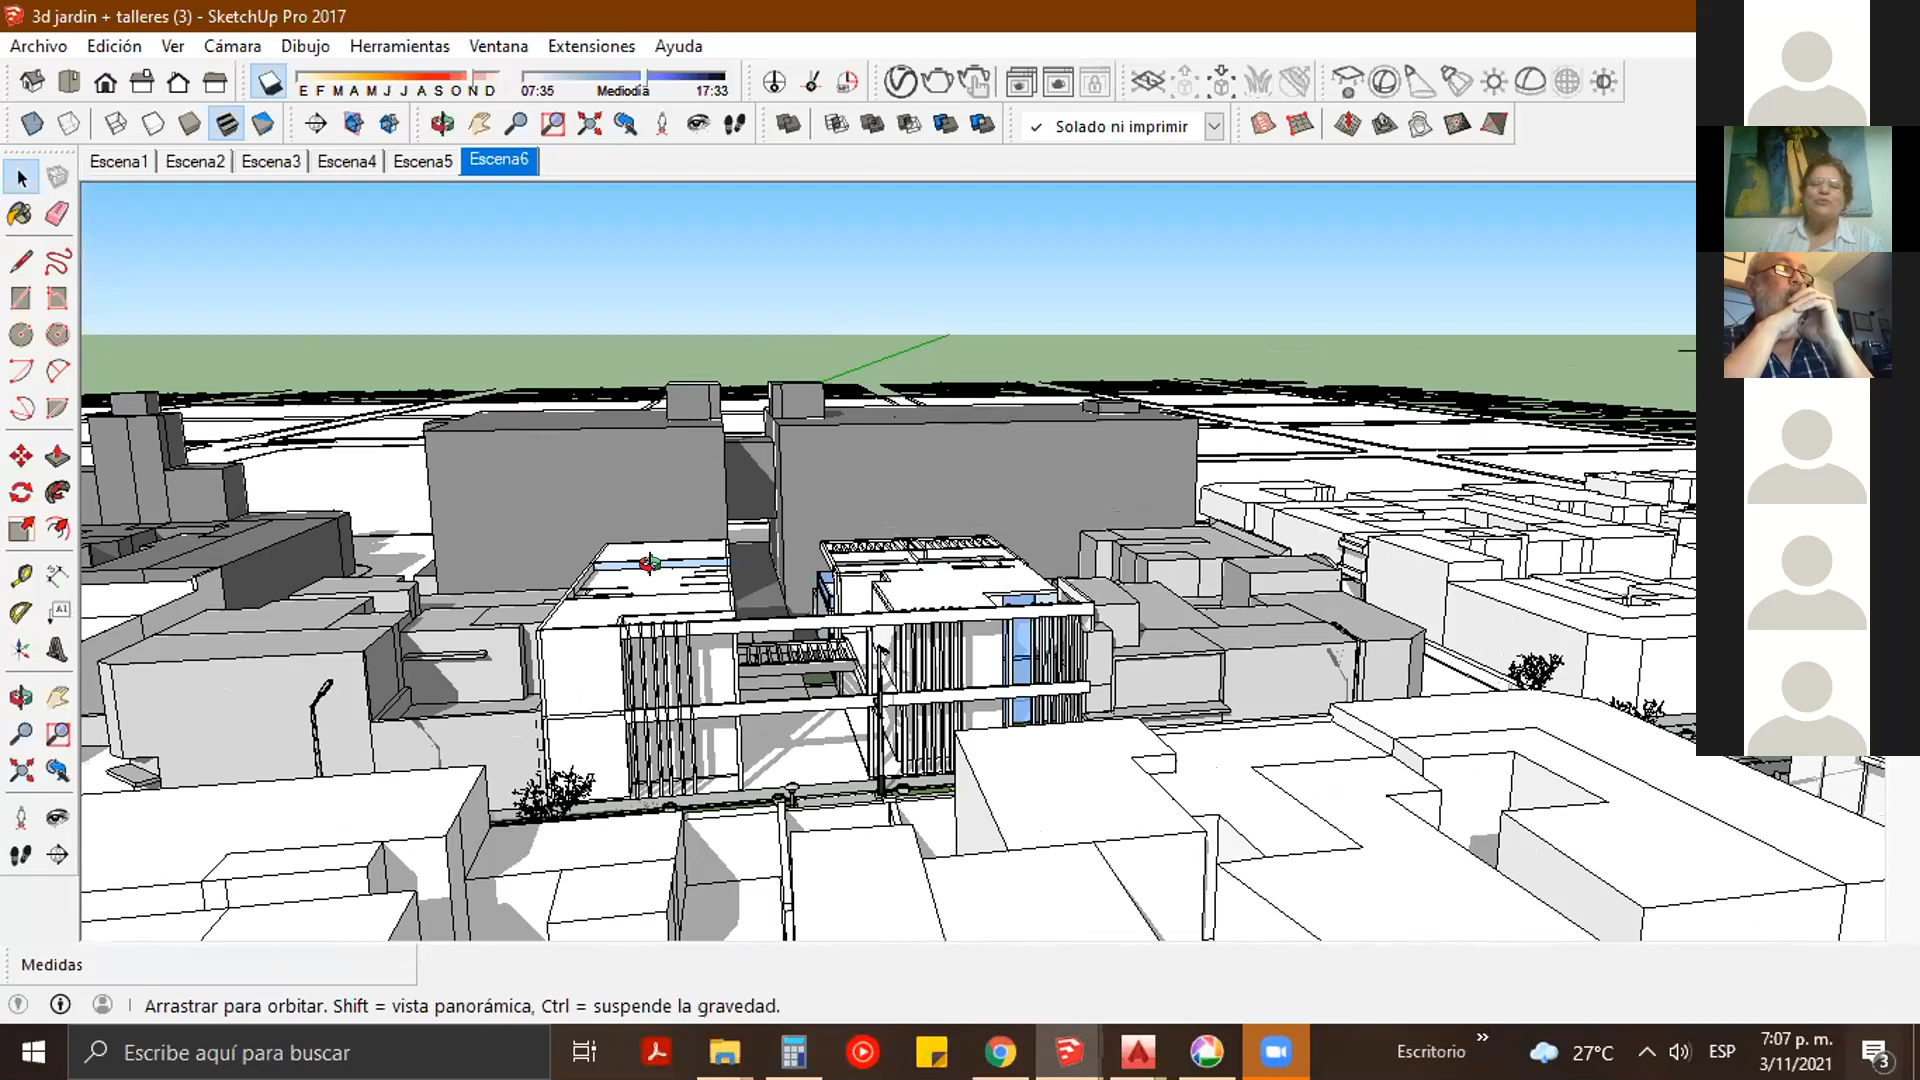 3d jardin + talleres (3) - SketchUp Pro 2017
Archivo Edición Ver Cámara Dibujo Herramientas Ventana Extensiones Ayuda
E F M A M J J A S O N D 07:35 Mediodía 17:33
✓ Solado ni imprimir
Escena1 Escena2 Escena3 Escena4 Escena5 Escena6
A1
Medidas
Arrastrar para orbitar. Shift = vista panorámica, Ctrl = suspende la gravedad.
Escribe aquí para buscar
Escritorio » 27°C ESP 7:07 p. m.
3/11/2021
3